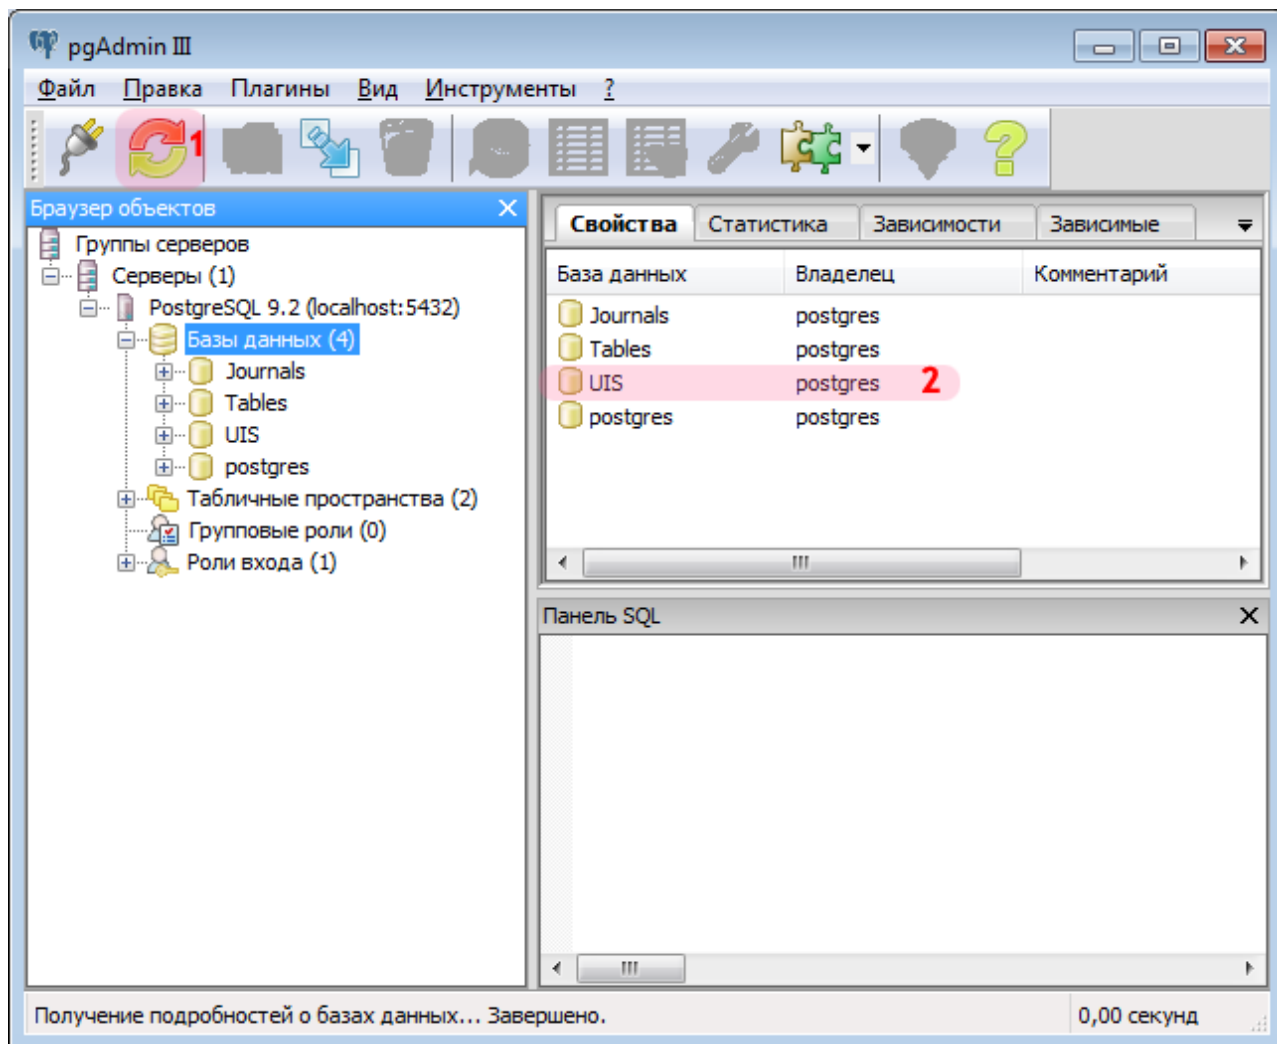 pgAdmin III
Файл Правка Плагины Вид Инструменты ?
1
Браузер объектов
Группы серверов
Серверы (1)
PostgreSQL 9.2 (localhost:5432)
Базы данных (4)
Journals
Tables
UIS
postgres
Табличные пространства (2)
Групповые роли (0)
Роли входа (1)
Свойства Статистика Зависимости Зависимые
База данных Владелец Комментарий
Journals postgres
Tables postgres
UIS postgres 2
postgres postgres
Панель SQL
Получение подробностей о базах данных... Завершено. 0,00 секунд